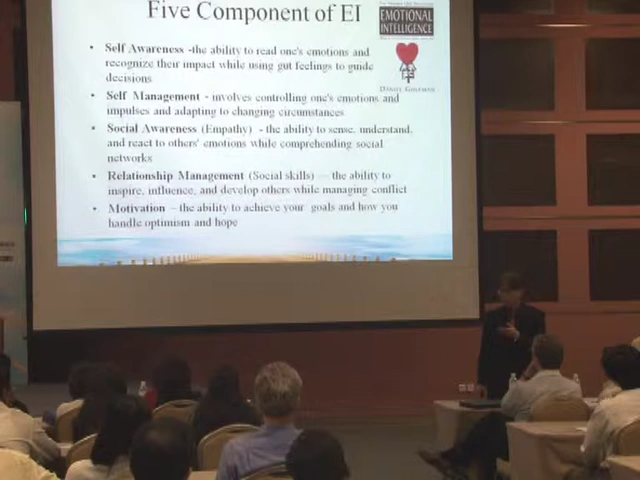 Five Component of EI
EMOTIONAL
INTELLIGENCE
• Self Awareness -the ability to read one's emotions and
recognize their impact while using gut feelings to guide
decisions
• Self Management - involves controlling one's emotions and
impulses and adapting to changing circumstances
• Social Awareness (Empathy) - the ability to sense, understand,
and react to others' emotions while comprehending social
networks
• Relationship Management (Social skills) — the ability to
inspire, influence, and develop others while managing conflict
• Motivation – the ability to achieve your goals and how you
handle optimism and hope